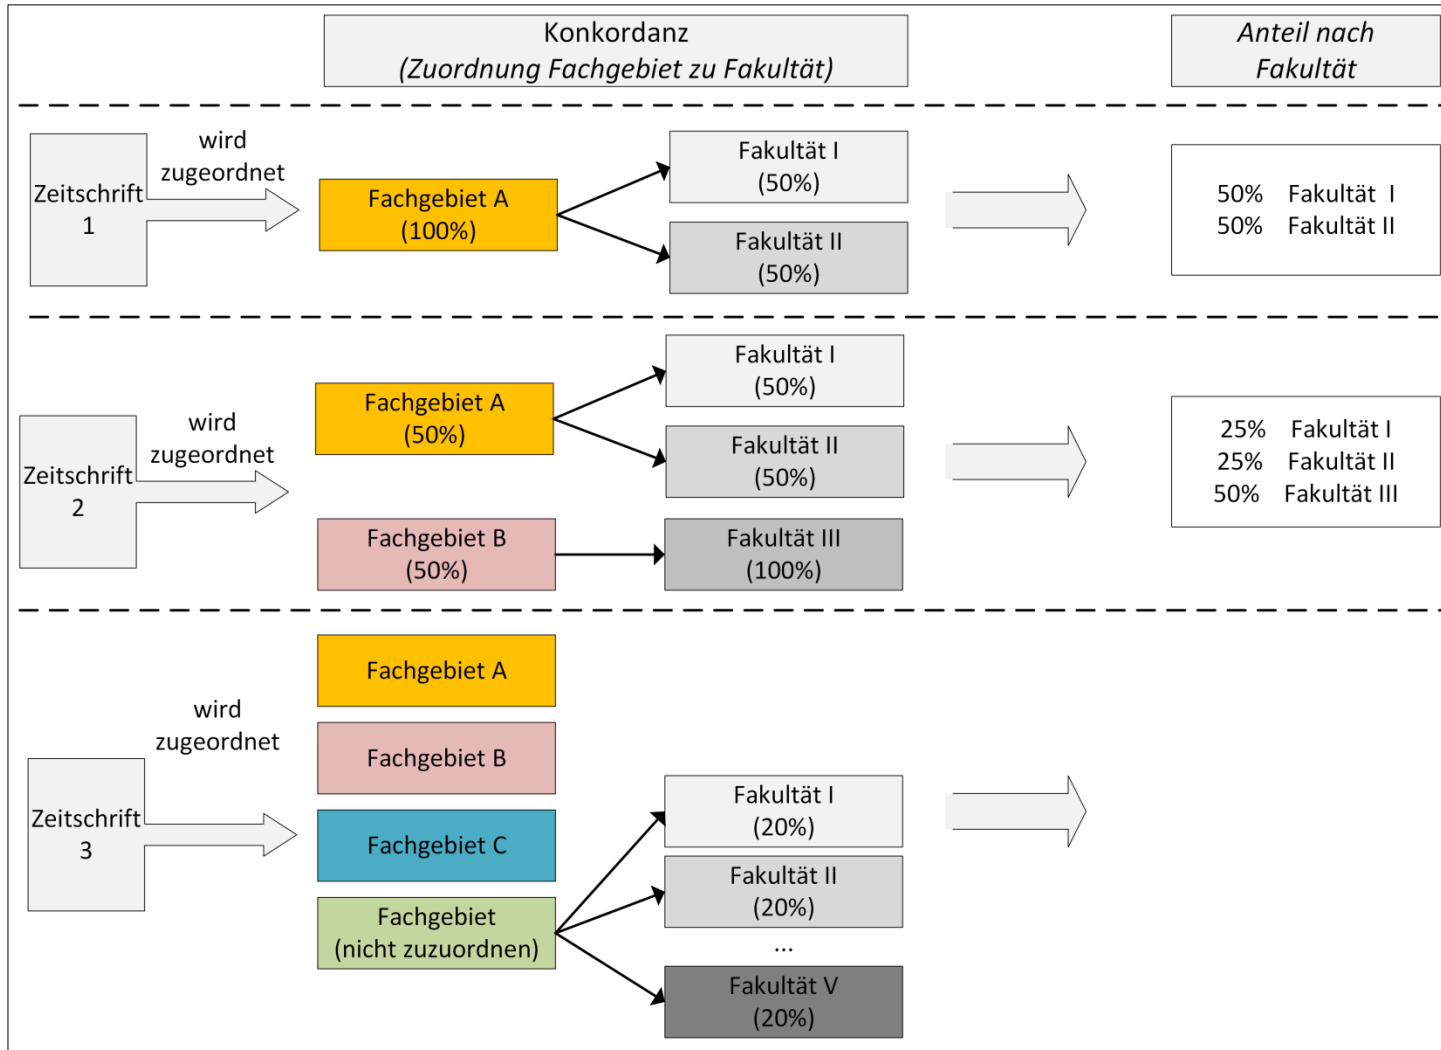 Konkordanz
(Zuordnung Fachgebiet zu Fakultät)
Anteil nach
Fakultät
Zeitschrift
1
wird
zugeordnet
Fachgebiet A
(100%)
Fakultät I
(50%)
Fakultät II
(50%)
50% Fakultät I
50% Fakultät II
Zeitschrift
2
wird
zugeordnet
Fachgebiet A
(50%)
Fakultät I
(50%)
Fakultät II
(50%)
Fachgebiet B
(50%)
Fakultät III
(100%)
25% Fakultät I
25% Fakultät II
50% Fakultät III
Zeitschrift
3
wird
zugeordnet
Fachgebiet A
Fachgebiet B
Fachgebiet C
Fachgebiet
(nicht zuzuordnen)
Fakultät I
(20%)
Fakultät II
(20%)
...
Fakultät V
(20%)